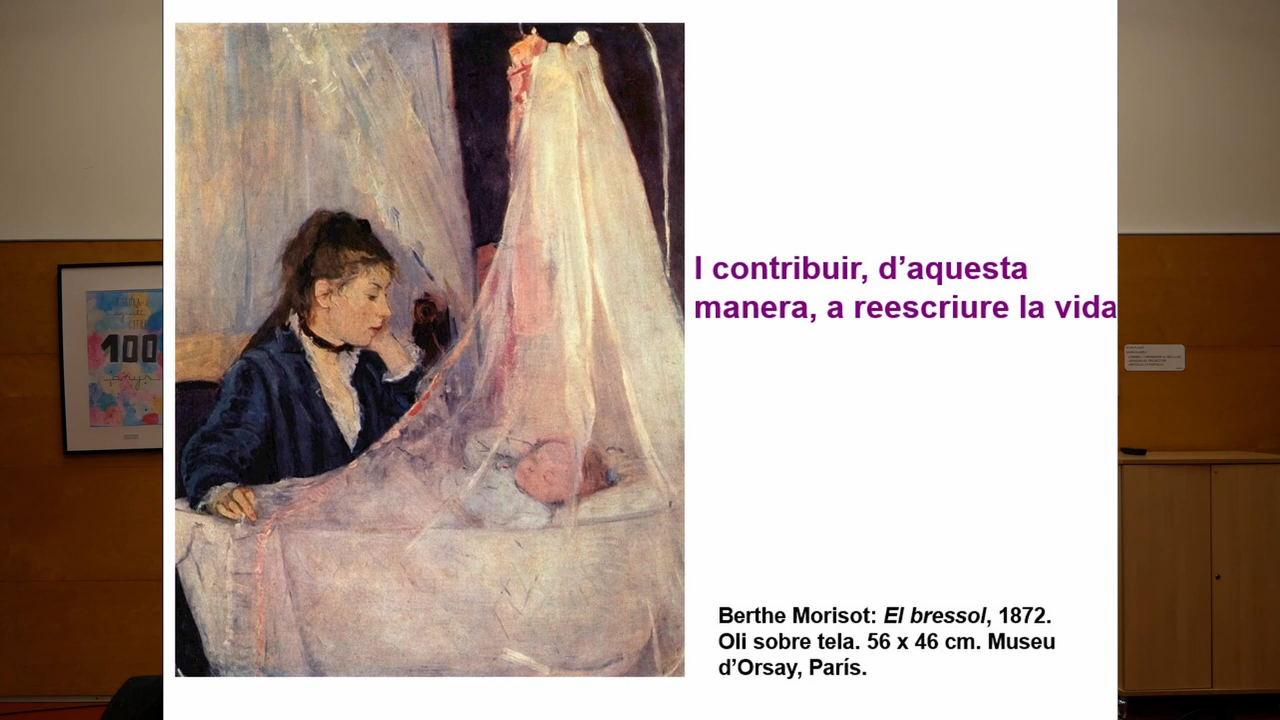 100
I contribuir, d’aquesta
manera, a reescriure la vida
Berthe Morisot: El bressol, 1872.
Oli sobre tela. 56 x 46 cm. Museu
d’Orsay, París.